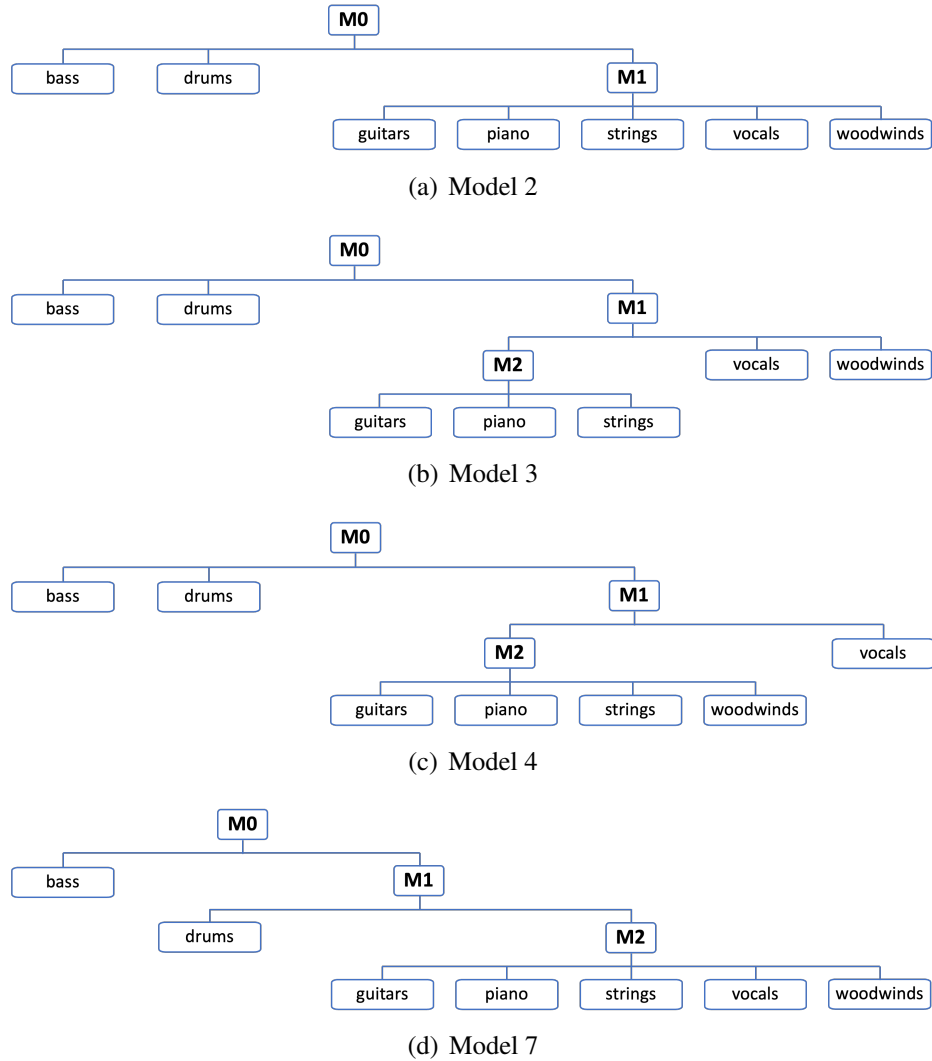 M0
bass drums M1
guitars piano strings vocals woodwinds
(a) Model 2
M0
bass drums M1
M2 vocals woodwinds
guitars piano strings
(b) Model 3
M0
bass drums M1
M2 vocals
guitars piano strings woodwinds
(c) Model 4
M0
bass M1
drums M2
guitars piano strings vocals woodwinds
(d) Model 7